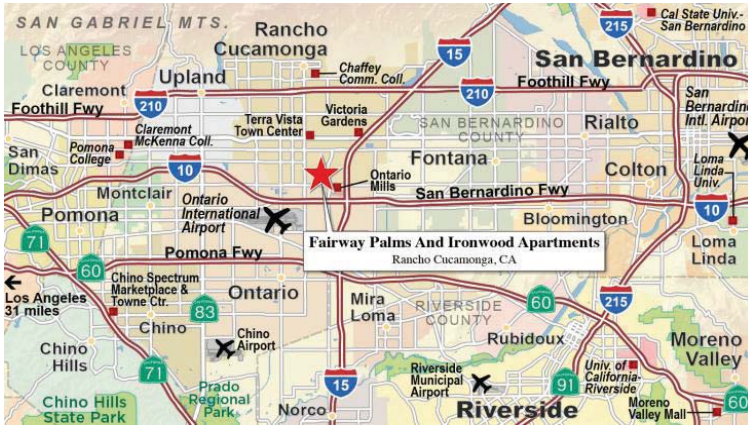 SAN GABRIEL MTS.
LOS ANGELES
COUNTY
Rancho
Cucamonga
Chaffey
Comm. Coll.
15
215
Cal State Univ.-
San Bernardino
San Bernardino
Claremont
Upland
Foothill Fwy
210
210
Foothill Fwy
Terra Vista
Town Center
Victoria
Gardens
SAN BERNARDINO
COUNTY
Rialto
San
Bernardino
Intl. Airport
Claremont
McKenna Coll.
Pomona
College
San
Dimas
10
Fontana
Colton
Loma
Linda
Univ.
Montclair
Ontario
Mills
San Bernardino Fwy
10
Pomona
Ontario
International
Airport
Bloomington
Loma
Linda
71
Pomona Fwy
Fairway Palms And Ironwood Apartments
Rancho Cucamonga, CA
60
Los Angeles
31 miles
Chino Spectrum
Marketplace &
Towne Ctr.
83
Ontario
Mira
Loma
RIVERSIDE
COUNTY
60
215
Chino
Chino
Airport
Rubidoux
Chino
Hills
71
Moreno
Valley
Prado
Regional
Park
15
Riverside
Municipal
Airport
91
Univ. of
California-
Riverside
Chino Hills
State Park
Norco
Riverside
Moreno
Valley Mall
60